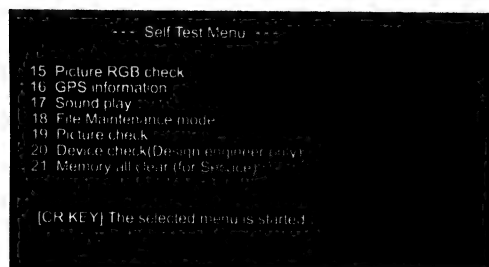 --- Self Test Menu ---
15 Picture RGB check
16 GPS information
17 Sound play
18 File Maintenance mode
19 Picture check
20 Device check(Design engineer only)
21 Memory all clear (for Service)
[CR KEY] The selected menu is started.